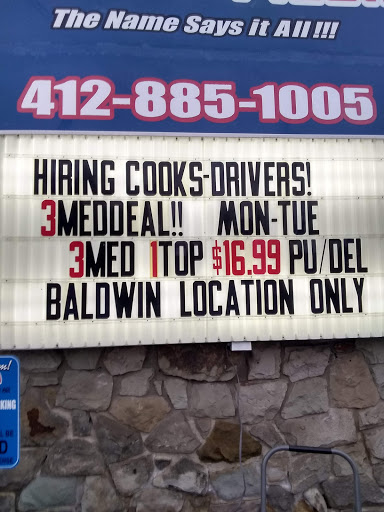 The Name Says it All!!!
412-885-1005
HIRING COOKS-DRIVERS!
3MEDDEAL!! MON-TUE
3MED 1TOP $16.99 PU/DEL
BALDWIN LOCATION ONLY